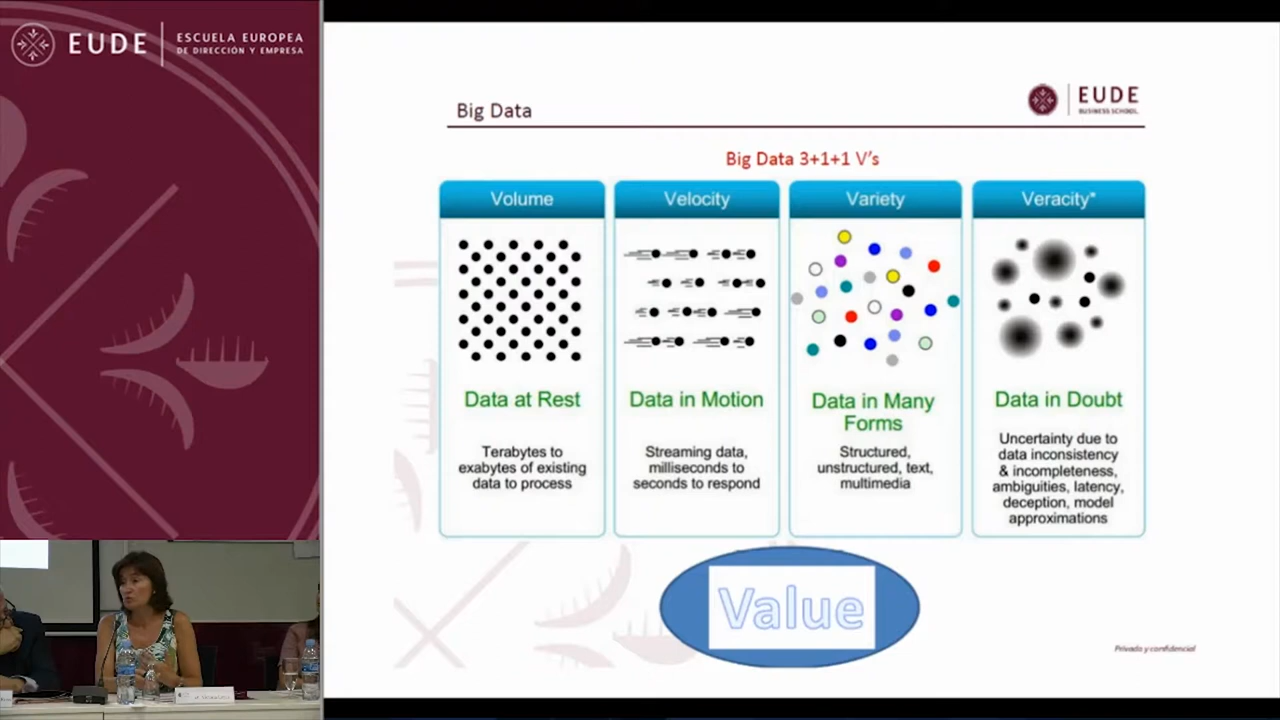 EUDE
ESCUELA EUROPEA
DE DIRECCIÓN Y EMPRESA
Big Data
EUDE
BUSINESS SCHOOL
Big Data 3+1+1 V's
Volume
Data at Rest
Terabytes to
exabytes of existing
data to process
Velocity
Data in Motion
Streaming data,
milliseconds to
seconds to respond
Variety
Data in Many
Forms
Structured,
unstructured, text,
multimedia
Veracity*
Data in Doubt
Uncertainty due to
data inconsistency
& incompleteness,
ambiguities, latency,
deception, model
approximations
Value
Privado y confidencial